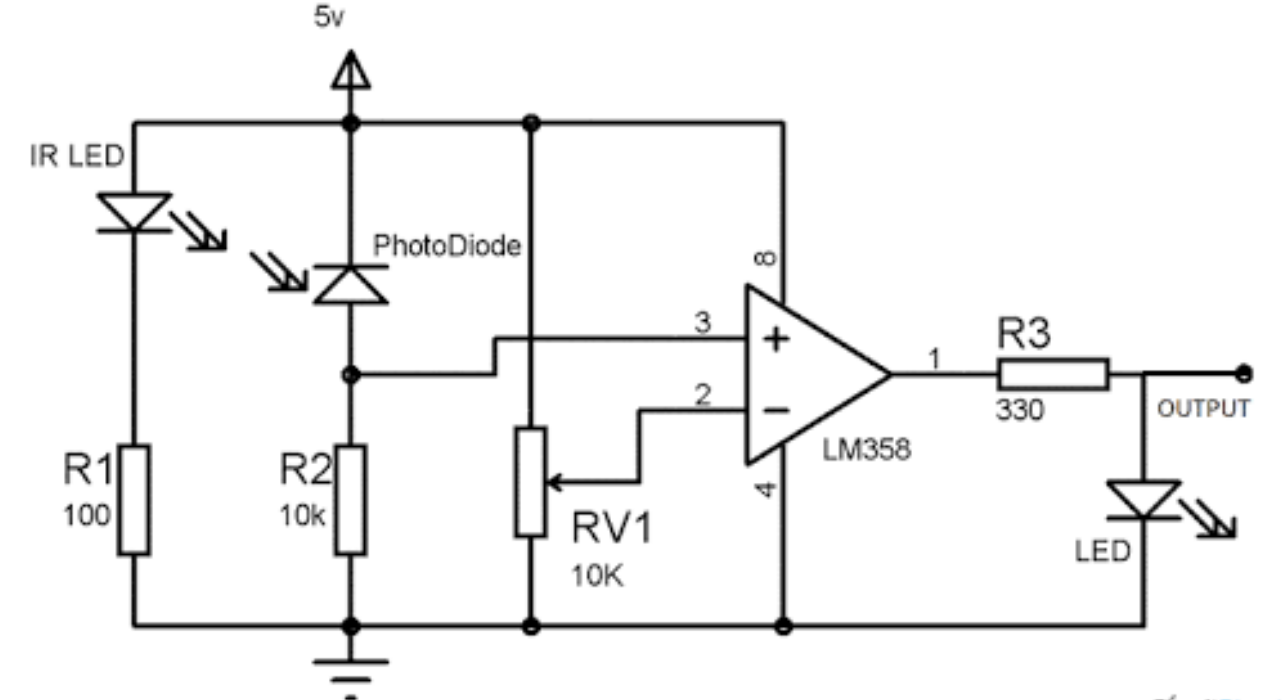 5v
IR LED
PhotoDiode
8
3
2
1
R3
330
OUTPUT
LM358
4
R1
100
R2
10k
RV1
10K
LED